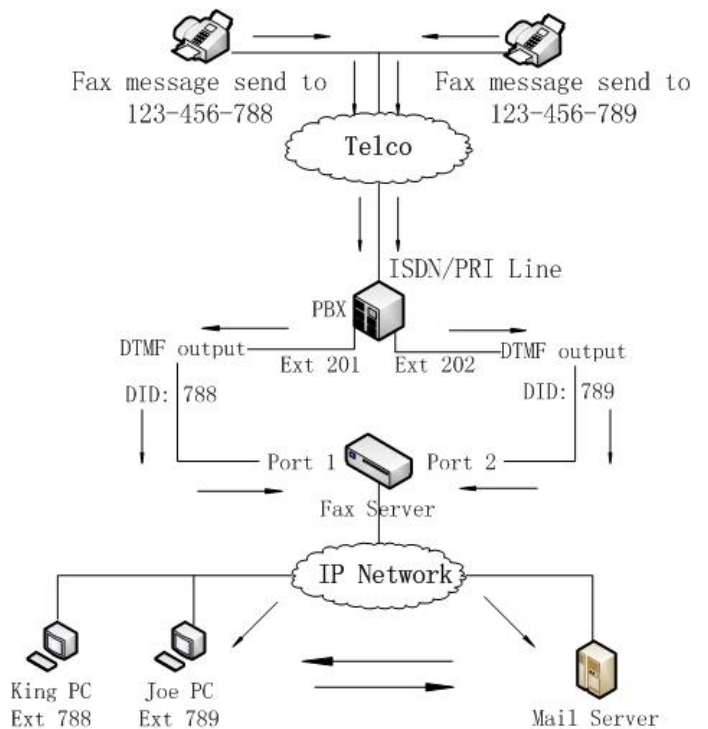 Fax message send to
123-456-788
Fax message send to
123-456-789
Telco
ISDN/PRI Line
PBX
DTMF output
Ext 201
Ext 202
DTMF output
DID: 788
DID: 789
Port 1
Port 2
Fax Server
IP Network
King PC
Ext 788
Joe PC
Ext 789
Mail Server